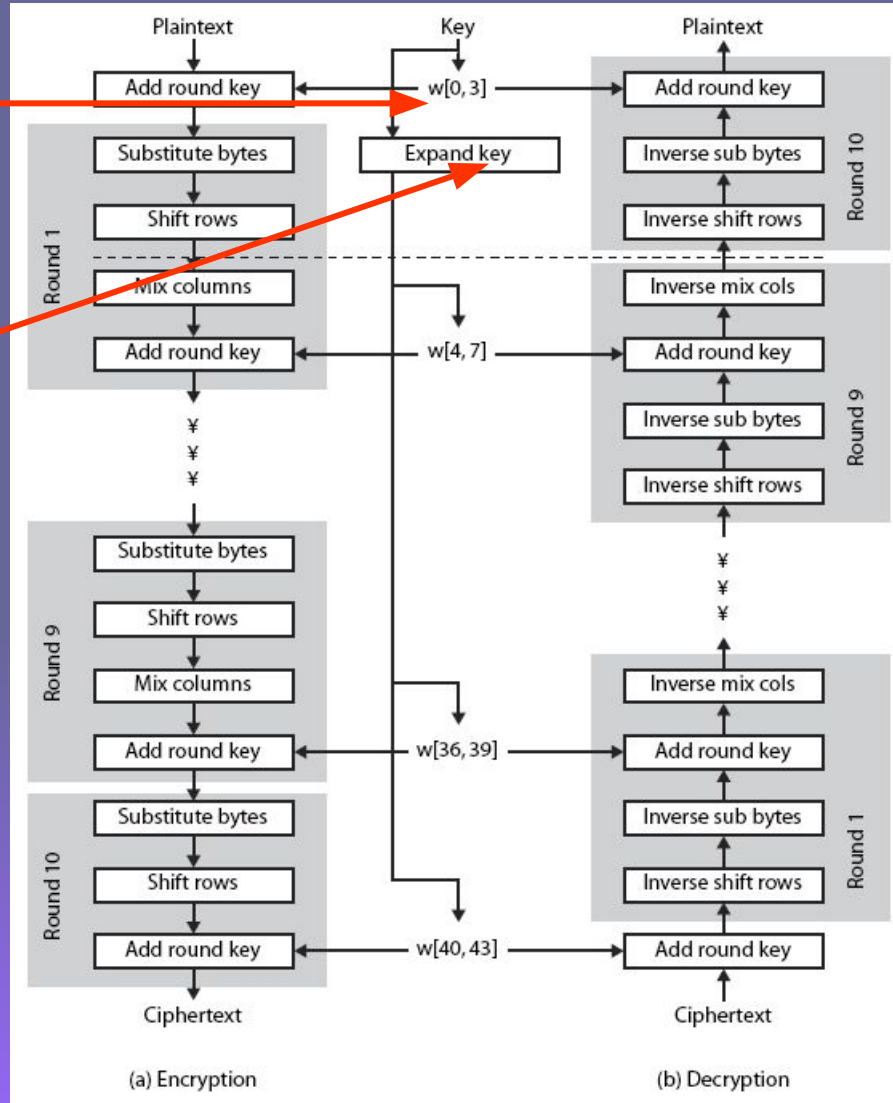 Plaintext
Add round key
Round 1
Substitute bytes
Shift rows
Mix columns
Add round key
¥
¥
¥
Round 9
Substitute bytes
Shift rows
Mix columns
Add round key
Round 10
Substitute bytes
Shift rows
Add round key
Ciphertext
(a) Encryption
Key
w[0, 3]
Expand key
w[4, 7]
w[36, 39]
w[40, 43]
Plaintext
Add round key
Inverse sub bytes
Inverse shift rows
Round 10
Inverse mix cols
Add round key
Inverse sub bytes
Inverse shift rows
Round 9
¥
¥
¥
Inverse mix cols
Add round key
Inverse sub bytes
Inverse shift rows
Round 1
Add round key
Ciphertext
(b) Decryption